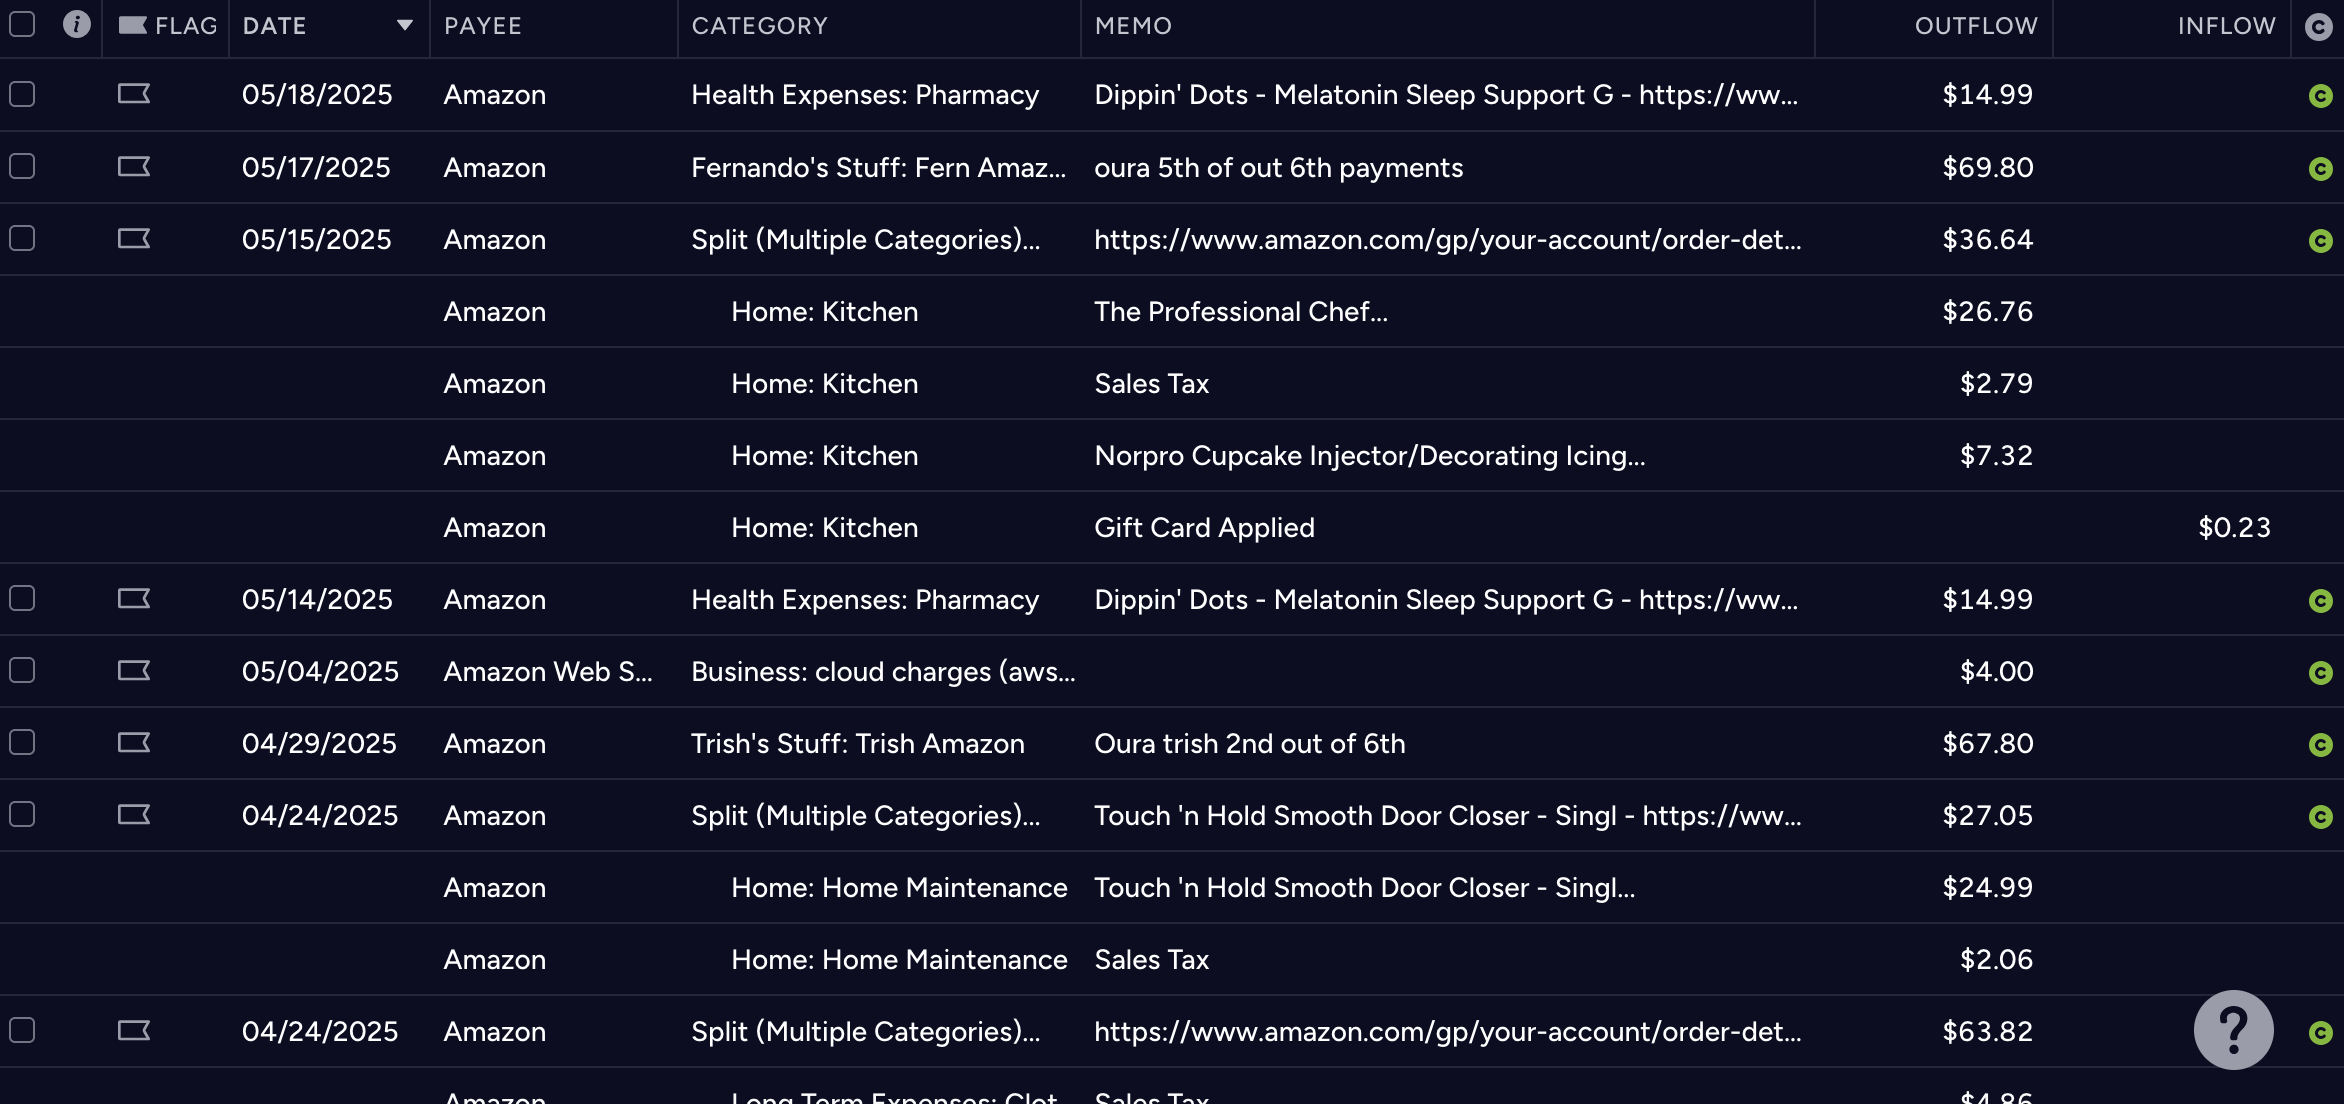 i FLAG DATE PAYEE CATEGORY MEMO OUTFLOW INFLOW C
05/18/2025 Amazon Health Expenses: Pharmacy Dippin' Dots - Melatonin Sleep Support G - https://ww... $14.99 C
05/17/2025 Amazon Fernando's Stuff: Fern Amaz... oura 5th of out 6th payments $69.80 C
05/15/2025 Amazon Split (Multiple Categories)... https://www.amazon.com/gp/your-account/order-det... $36.64 C
Amazon Home: Kitchen The Professional Chef... $26.76
Amazon Home: Kitchen Sales Tax $2.79
Amazon Home: Kitchen Norpro Cupcake Injector/Decorating Icing... $7.32
Amazon Home: Kitchen Gift Card Applied $0.23
05/14/2025 Amazon Health Expenses: Pharmacy Dippin' Dots - Melatonin Sleep Support G - https://ww... $14.99 C
05/04/2025 Amazon Web S... Business: cloud charges (aws... $4.00 C
04/29/2025 Amazon Trish's Stuff: Trish Amazon Oura trish 2nd out of 6th $67.80 C
04/24/2025 Amazon Split (Multiple Categories)... Touch 'n Hold Smooth Door Closer - Singl - https://ww... $27.05 C
Amazon Home: Home Maintenance Touch 'n Hold Smooth Door Closer - Singl... $24.99
Amazon Home: Home Maintenance Sales Tax $2.06
04/24/2025 Amazon Split (Multiple Categories)... https://www.amazon.com/gp/your-account/order-det... $63.82 ? C
Amazon Long Term Expenses: Clot Sales Tax $4.86